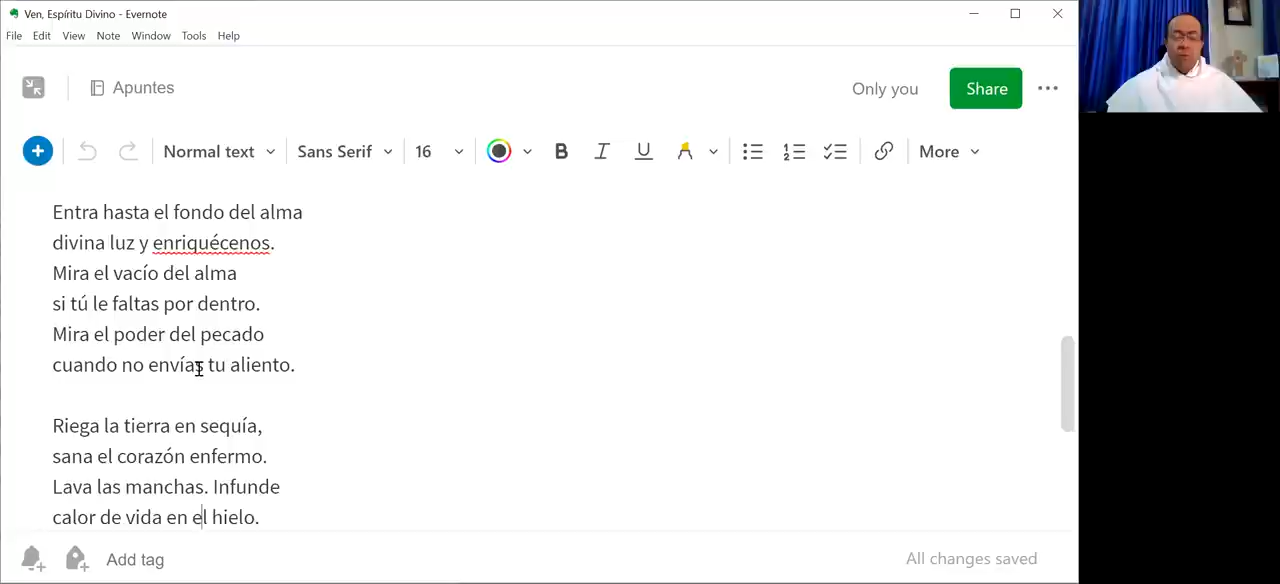 Ven, Espíritu Divino - Evernote
File Edit View Note Window Tools Help
Apuntes
Only you
Share
Normal text
Sans Serif
16
B I U A
More
Entra hasta el fondo del alma
divina luz y enriquécenos.
Mira el vacío del alma
si tú le faltas por dentro.
Mira el poder del pecado
cuando no envías tu aliento.
Riega la tierra en sequía,
sana el corazón enfermo.
Lava las manchas. Infunde
calor de vida en el hielo.
Add tag
All changes saved